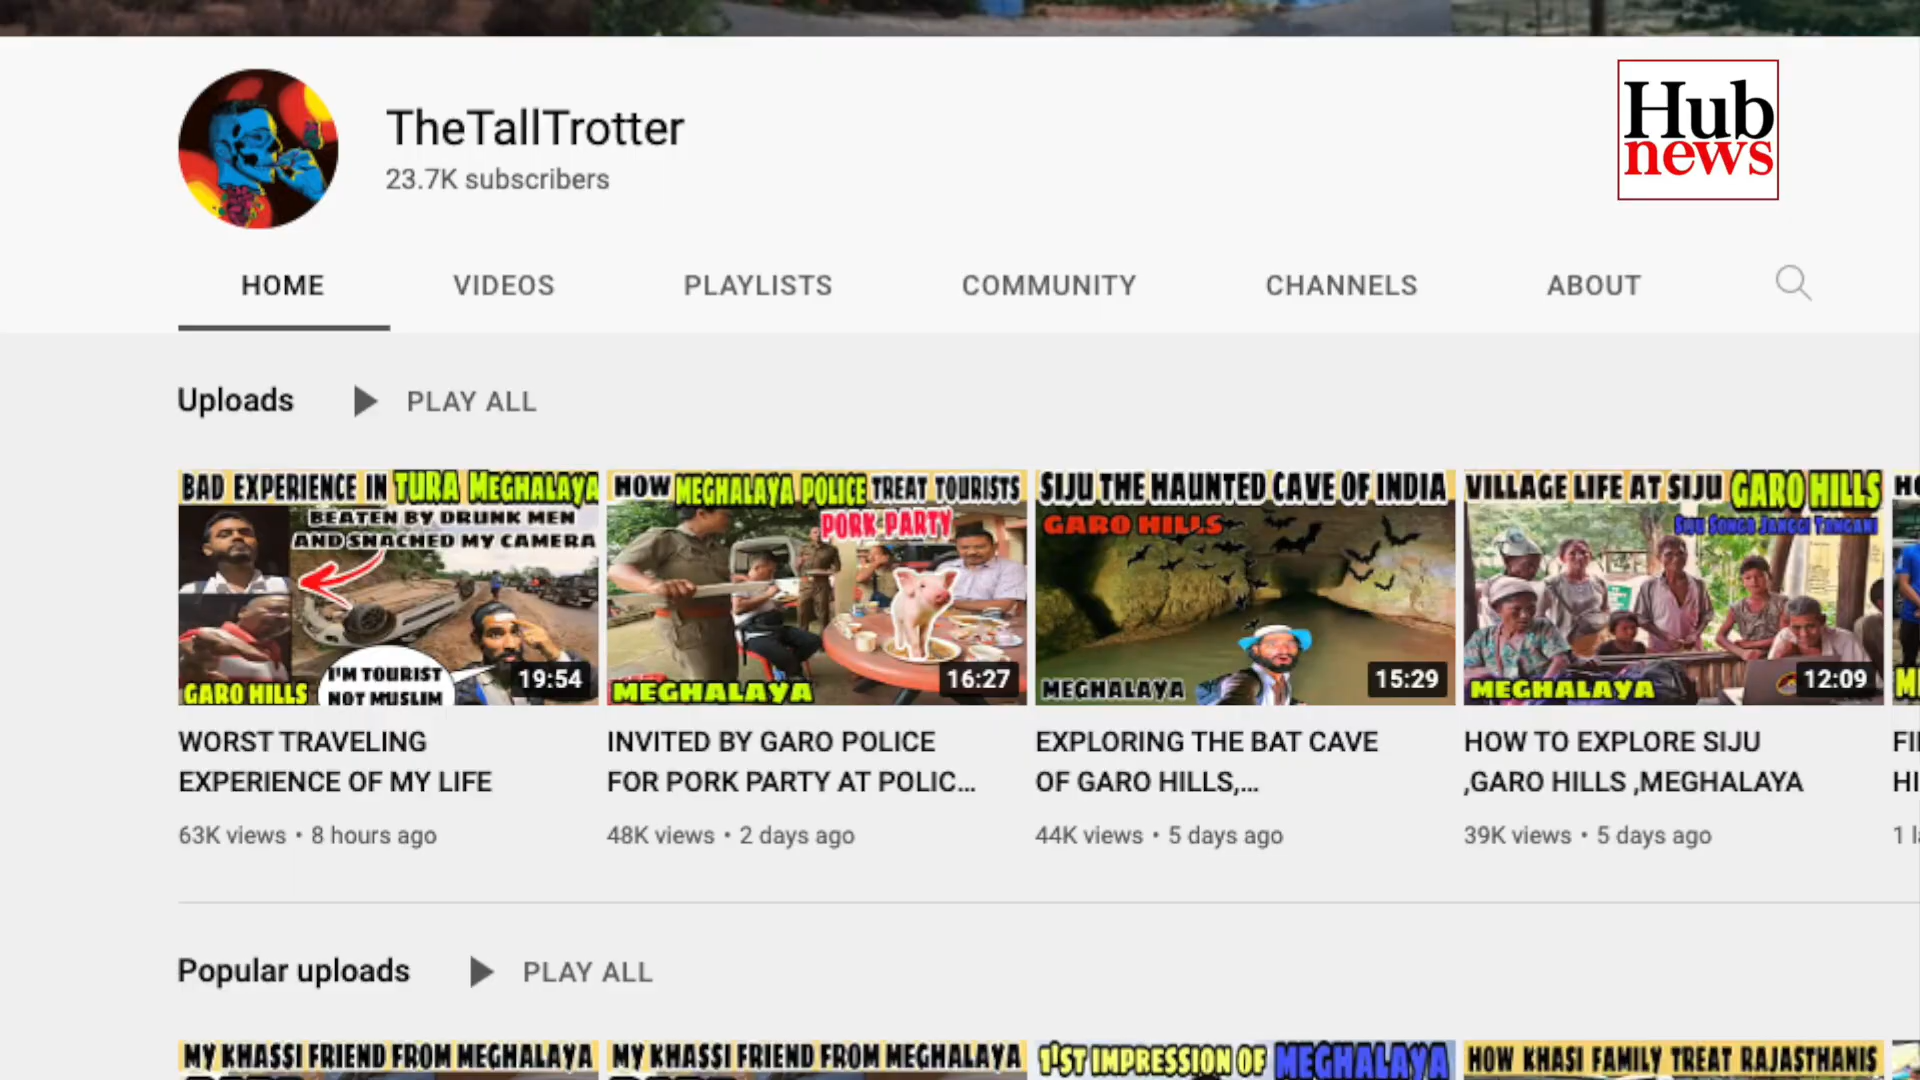 Hub
news
TheTallTrotter
23.7K subscribers
HOME
VIDEOS
PLAYLISTS
COMMUNITY
CHANNELS
ABOUT
Uploads
PLAY ALL
BAD EXPERIENCE IN TURA MEGHALAYA
BEATEN BY DRUNK MEN
AND SNACHED MY CAMERA
I'M TOURIST
NOT MUSLIM
GARO HILLS
19:54
WORST TRAVELING
EXPERIENCE OF MY LIFE
63K views • 8 hours ago
HOW MEGHALAYA POLICE TREAT TOURISTS
PORK PARTY
MEGHALAYA
16:27
INVITED BY GARO POLICE
FOR PORK PARTY AT POLIC...
48K views • 2 days ago
SIJU THE HAUNTED CAVE OF INDIA
GARO HILLS
MEGHALAYA
15:29
EXPLORING THE BAT CAVE
OF GARO HILLS,...
44K views • 5 days ago
VILLAGE LIFE AT SIJU GARO HILLS
MEGHALAYA
12:09
HOW TO EXPLORE SIJU
,GARO HILLS ,MEGHALAYA
39K views • 5 days ago
Popular uploads
PLAY ALL
MY KHASSI FRIEND FROM MEGHALAYA
MY KHASSI FRIEND FROM MEGHALAYA
1'ST IMPRESSION OF MEGHALAYA
HOW KHASI FAMILY TREAT RAJASTHANIS